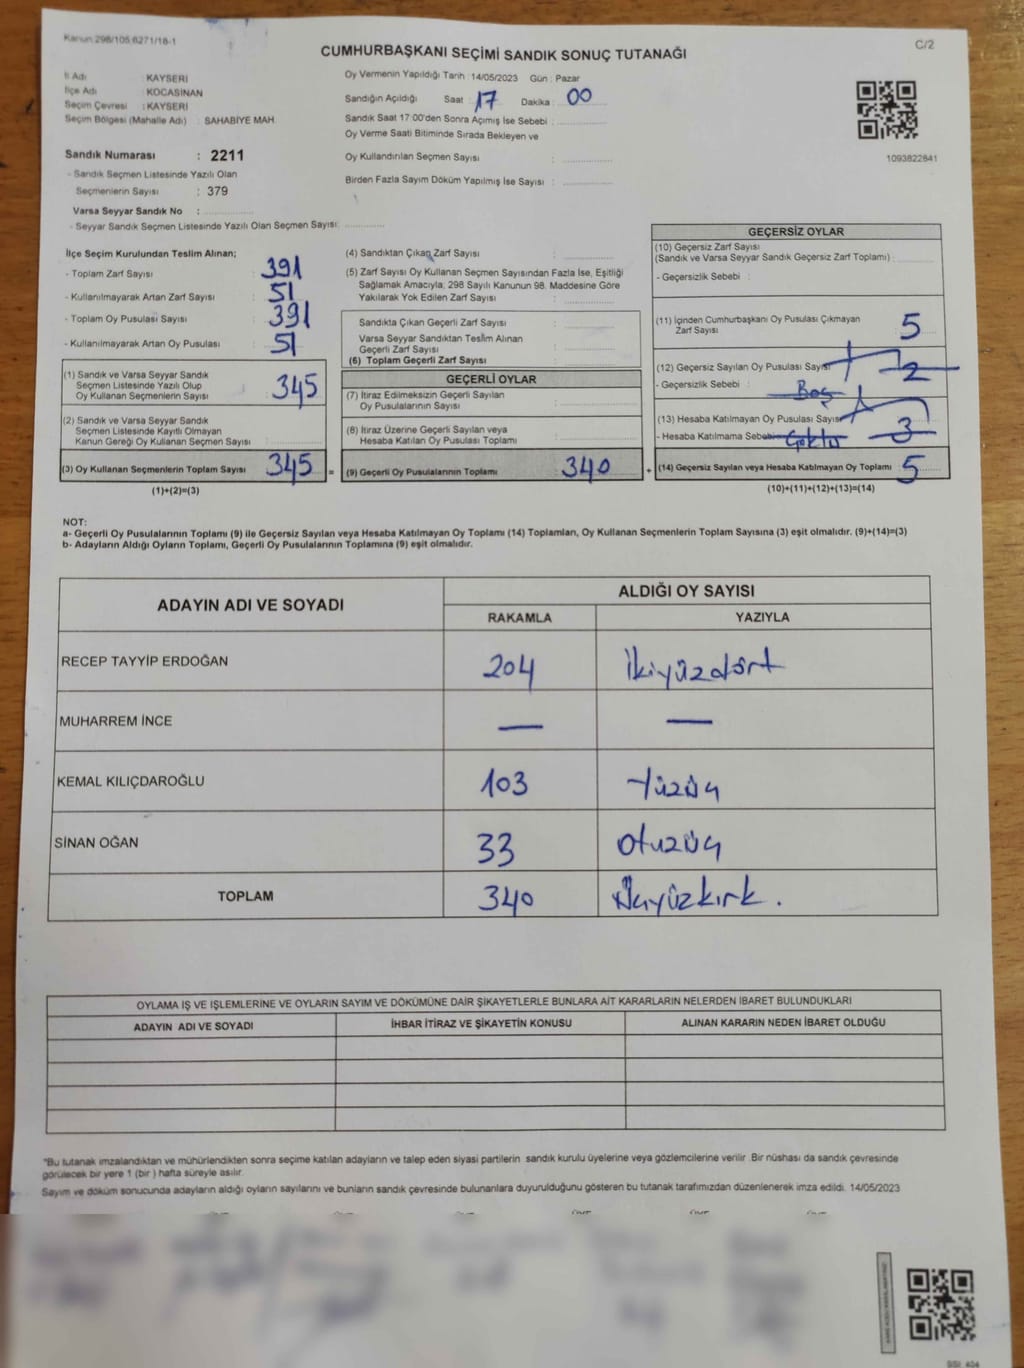 Kanun 298/105 6271/18-1
C/2
CUMHURBAŞKANI SEÇİMİ SANDIK SONUÇ TUTANAĞI
İl Adı : KAYSERİ
İlçe Adı : KOCASİNAN
Seçim Çevresi : KAYSERİ
Seçim Bölgesi (Mahalle Adı) : SAHABİYE MAH.
Sandık Numarası : 2211
- Sandık Seçmen Listesinde Yazılı Olan
Seçmenlerin Sayısı : 379
Varsa Seyyar Sandık No :
- Seyyar Sandık Seçmen Listesinde Yazılı Olan Seçmen Sayısı:
Oy Vermenin Yapıldığı Tarih : 14/05/2023 Gün : Pazar
Sandığın Açıldığı Saat : 17 Dakika : 00
Sandık Saat 17:00'den Sonra Açımış İse Sebebi :
Oy Verme Saati Bitiminde Sırada Bekleyen ve
Oy Kullandırılan Seçmen Sayısı :
Birden Fazla Sayım Döküm Yapılmış İse Sayısı :
1093822841
İlçe Seçim Kurulundan Teslim Alınan;
- Toplam Zarf Sayısı : 391
- Kullanılmayarak Artan Zarf Sayısı : 51
- Toplam Oy Pusulası Sayısı : 391
- Kullanılmayarak Artan Oy Pusulası : 51
(1) Sandık ve Varsa Seyyar Sandık
Seçmen Listesinde Yazılı Olup
Oy Kullanan Seçmenlerin Sayısı : 345
(2) Sandık ve Varsa Seyyar Sandık
Seçmen Listesinde Kayıtlı Olmayan
Kanun Gereği Oy Kullanan Seçmen Sayısı :
(3) Oy Kullanan Seçmenlerin Toplam Sayısı : 345 =
(1)+(2)=(3)
(4) Sandıktan Çıkan Zarf Sayısı :
(5) Zarf Sayısı Oy Kullanan Seçmen Sayısından Fazla İse, Eşitliği
Sağlamak Amacıyla, 298 Sayılı Kanunun 98. Maddesine Göre
Yakılarak Yok Edilen Zarf Sayısı :
Sandıkta Çıkan Geçerli Zarf Sayısı :
Varsa Seyyar Sandıktan Teslim Alınan
Geçerli Zarf Sayısı :
(6) Toplam Geçerli Zarf Sayısı :
GEÇERLİ OYLAR
(7) İtiraz Edilmeksizin Geçerli Sayılan
Oy Pusulalarının Sayısı :
(8) İtiraz Üzerine Geçerli Sayılan veya
Hesaba Katılan Oy Pusulası Toplamı :
(9) Geçerli Oy Pusulalarının Toplamı : 340 +
GEÇERSİZ OYLAR
(10) Geçersiz Zarf Sayısı
(Sandık ve Varsa Seyyar Sandık Geçersiz Zarf Toplamı) :
- Geçersizlik Sebebi :
(11) İçinden Cumhurbaşkanı Oy Pusulası Çıkmayan
Zarf Sayısı : 5
(12) Geçersiz Sayılan Oy Pusulası Sayısı : 2
- Geçersizlik Sebebi : Boş
(13) Hesaba Katılmayan Oy Pusulası Sayısı : 3
- Hesaba Katılmama Sebebi :
(14) Geçersiz Sayılan veya Hesaba Katılmayan Oy Toplamı : 5
(10)+(11)+(12)+(13)=(14)
NOT:
a- Geçerli Oy Pusulalarının Toplamı (9) ile Geçersiz Sayılan veya Hesaba Katılmayan Oy Toplamı (14) Toplamları, Oy Kullanan Seçmenlerin Toplam Sayısına (3) eşit olmalıdır. (9)+(14)=(3)
b- Adayların Aldığı Oyların Toplamı, Geçerli Oy Pusulalarının Toplamına (9) eşit olmalıdır.
ADAYIN ADI VE SOYADI
ALDIĞI OY SAYISI
RAKAMLA YAZIYLA
RECEP TAYYİP ERDOĞAN 204 ikiyüzdört
MUHARREM İNCE — —
KEMAL KILIÇDAROĞLU 103 Yüzüç
SİNAN OĞAN 33 otuzüç
TOPLAM 340 üçyüzkırk.
OYLAMA İŞ VE İŞLEMLERİNE VE OYLARIN SAYIM VE DÖKÜMÜNE DAİR ŞİKAYETLERLE BUNLARA AİT KARARLARIN NELERDEN İBARET BULUNDUKLARI
ADAYIN ADI VE SOYADI İHBAR İTİRAZ VE ŞİKAYETİN KONUSU ALINAN KARARIN NEDEN İBARET OLDUĞU
*Bu tutanak imzalandıktan ve mühürlendikten sonra seçime katılan adayların ve talep eden siyasi partilerin sandık kurulu üyelerine veya gözlemcilerine verilir. Bir nüshası da sandık çevresinde
görülecek bir yere 1 (bir ) hafta süreyle asılır.
Sayım ve döküm sonucunda adayların aldığı oyların sayılarını ve bunların sandık çevresinde bulunanlara duyurulduğunu gösteren bu tutanak tarafımızdan düzenlenerek imza edildi. 14/05/2023